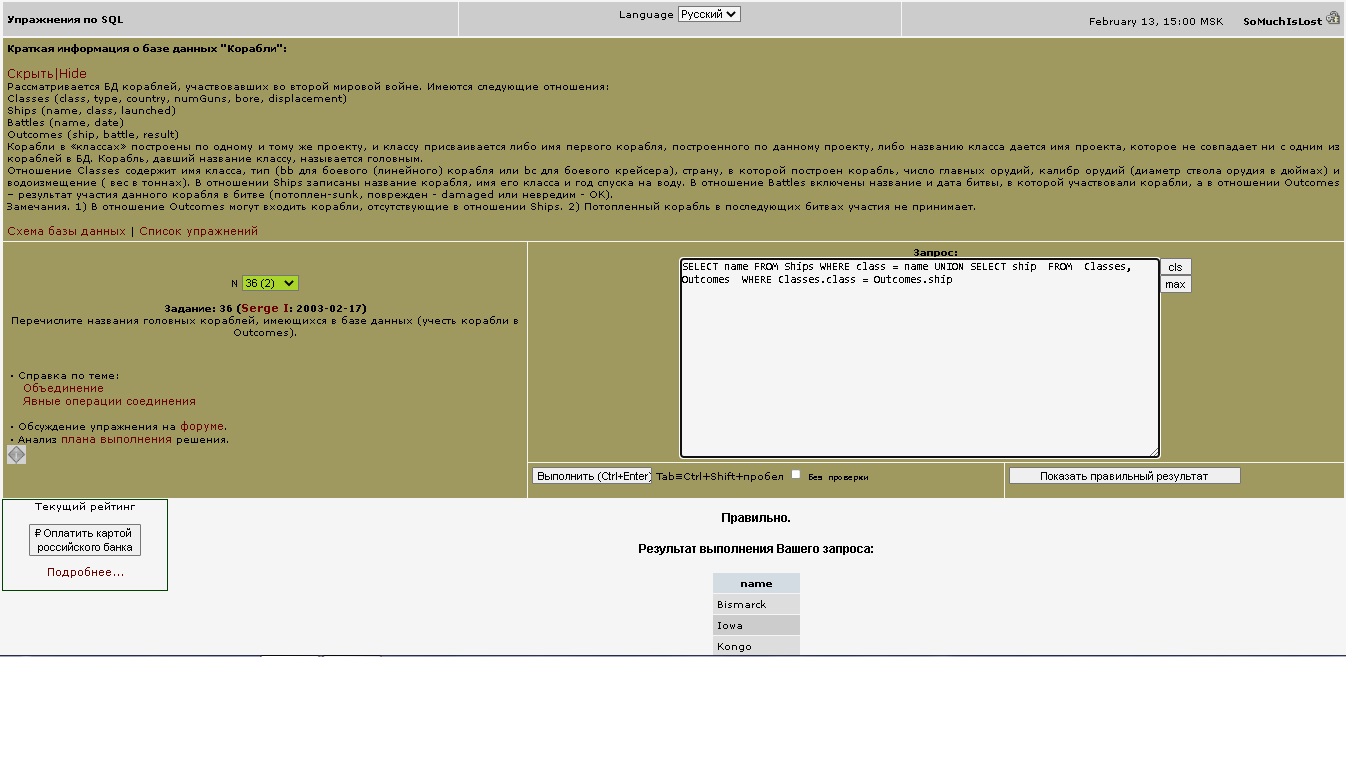 Упражнения по SQL
Language Русский
February 13, 15:00 MSK SoMuchIsLost
Краткая информация о базе данных "Корабли":
Скрыть|Hide
Рассматривается БД кораблей, участвовавших во второй мировой войне. Имеются следующие отношения:
Classes (class, type, country, numGuns, bore, displacement)
Ships (name, class, launched)
Battles (name, date)
Outcomes (ship, battle, result)
Корабли в «классах» построены по одному и тому же проекту, и классу присваивается либо имя первого корабля, построенного по данному проекту, либо названию класса дается имя проекта, которое не совпадает ни с одним из
кораблей в БД. Корабль, давший название классу, называется головным.
Отношение Classes содержит имя класса, тип (bb для боевого (линейного) корабля или bc для боевого крейсера), страну, в которой построен корабль, число главных орудий, калибр орудий (диаметр ствола орудия в дюймах) и
водоизмещение ( вес в тоннах). В отношении Ships записаны название корабля, имя его класса и год спуска на воду. В отношение Battles включены название и дата битвы, в которой участвовали корабли, а в отношении Outcomes
– результат участия данного корабля в битве (потоплен-sunk, поврежден - damaged или невредим - OK).
Замечания. 1) В отношение Outcomes могут входить корабли, отсутствующие в отношении Ships. 2) Потопленный корабль в последующих битвах участия не принимает.
Схема базы данных | Список упражнений
N 36 (2)
Задание: 36 (Serge I: 2003-02-17)
Перечислите названия головных кораблей, имеющихся в базе данных (учесть корабли в
Outcomes).
• Справка по теме:
Объединение
Явные операции соединения
• Обсуждение упражнения на форуме.
• Анализ плана выполнения решения.
Запрос:
SELECT name FROM Ships WHERE class = name UNION SELECT ship FROM Classes,
Outcomes WHERE Classes.class = Outcomes.ship
cls
max
Выполнить (Ctrl+Enter) Tab≡Ctrl+Shift+пробел Без проверки
Показать правильный результат
Текущий рейтинг
₽ Оплатить картой
российского банка
Подробнее...
Правильно.
Результат выполнения Вашего запроса:
name
Bismarck
Iowa
Kongo